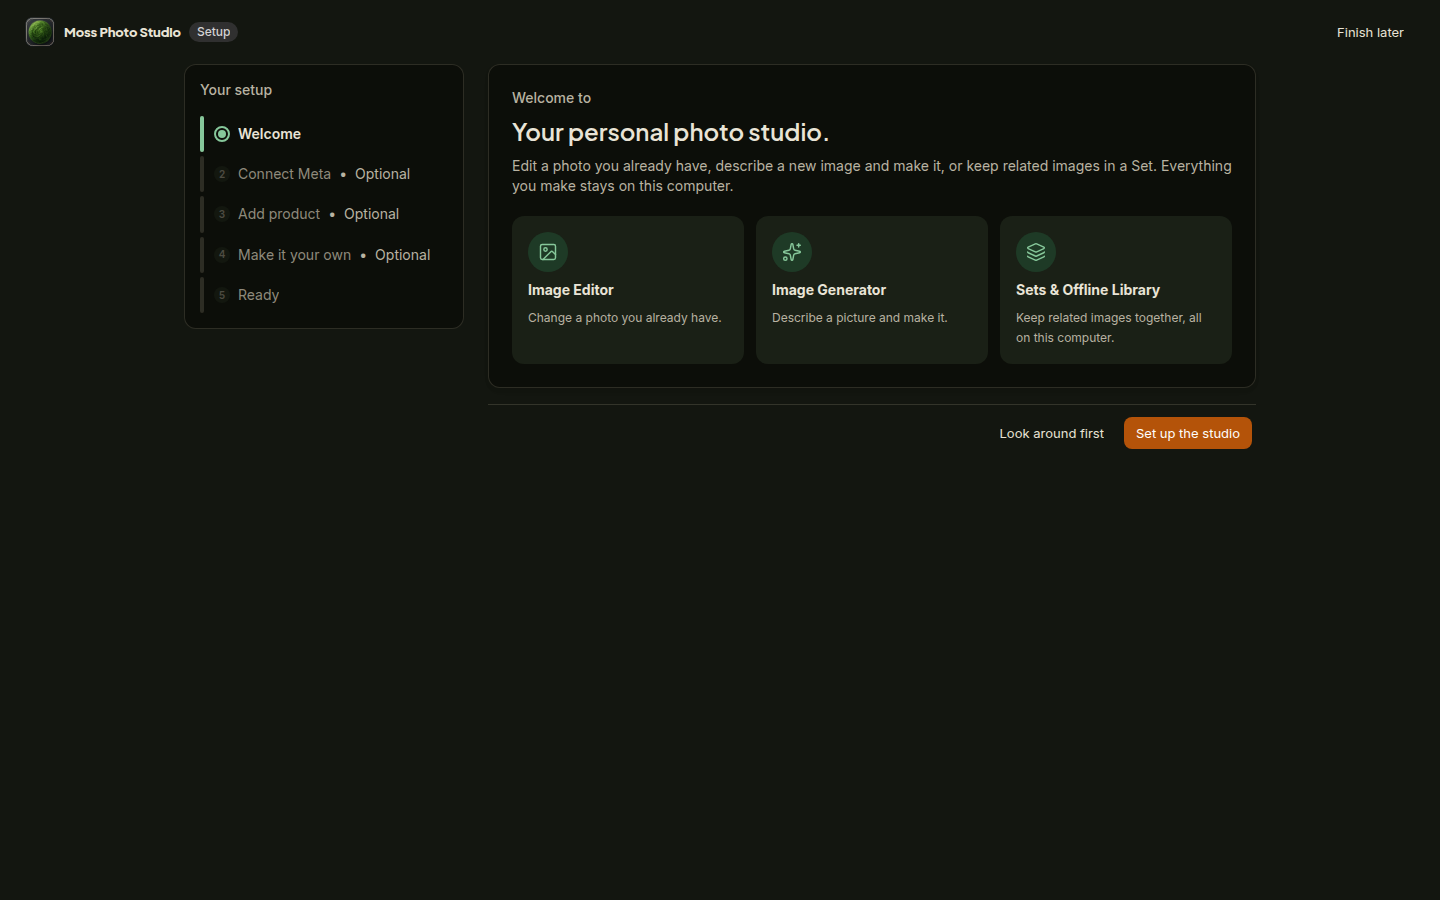 Moss Photo Studio
Setup
Finish later
Your setup
Welcome
2 Connect Meta • Optional
3 Add product • Optional
4 Make it your own • Optional
5 Ready
Welcome to
Your personal photo studio.
Edit a photo you already have, describe a new image and make it, or keep related images in a Set. Everything
you make stays on this computer.
Image Editor
Change a photo you already have.
Image Generator
Describe a picture and make it.
Sets & Offline Library
Keep related images together, all
on this computer.
Look around first
Set up the studio